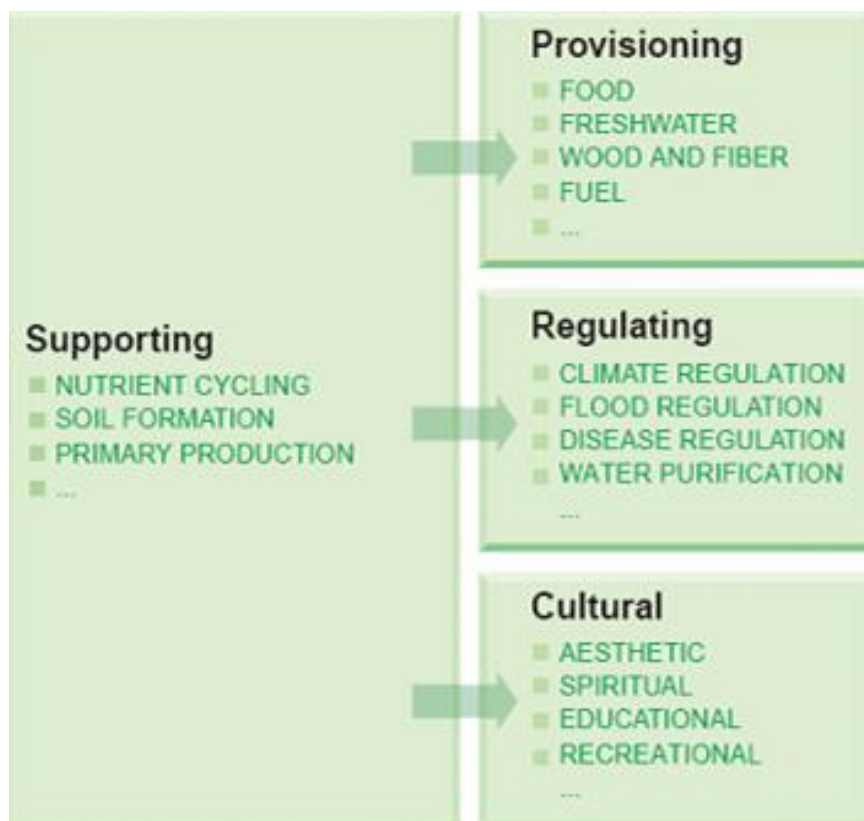 Supporting
NUTRIENT CYCLING
SOIL FORMATION
PRIMARY PRODUCTION
...
Provisioning
FOOD
FRESHWATER
WOOD AND FIBER
FUEL
...
Regulating
CLIMATE REGULATION
FLOOD REGULATION
DISEASE REGULATION
WATER PURIFICATION
...
Cultural
AESTHETIC
SPIRITUAL
EDUCATIONAL
RECREATIONAL
...